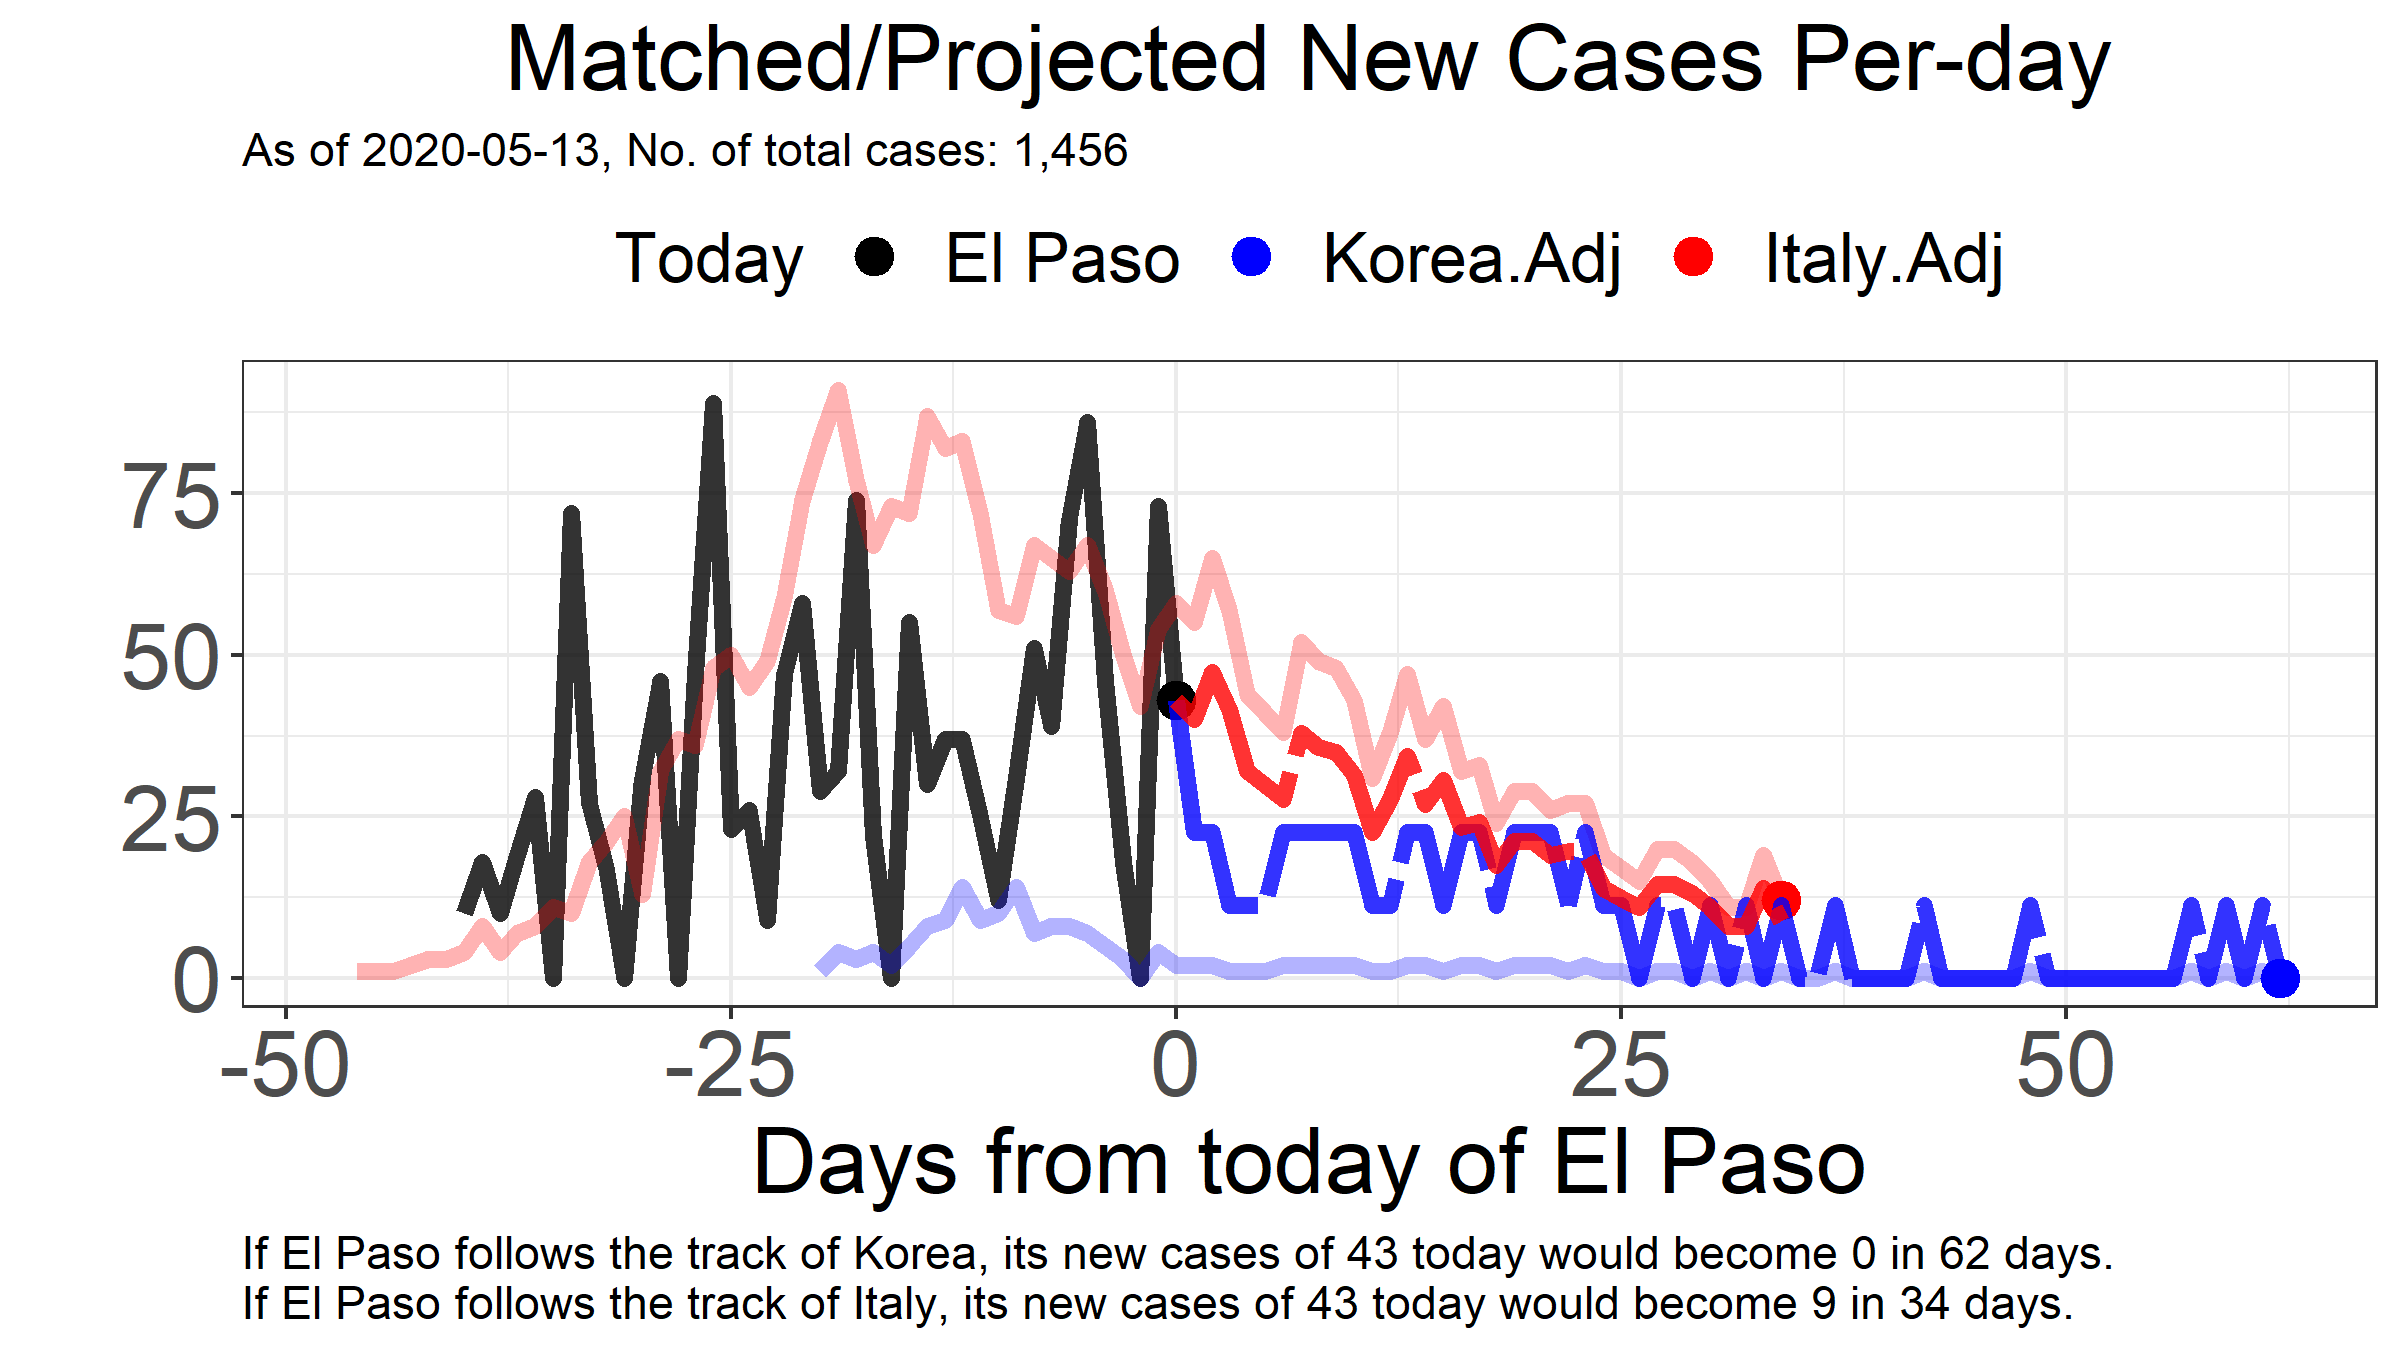 Matched/Projected New Cases Per-day
As of 2020-05-13, No. of total cases: 1,456
Today El Paso Korea.Adj Italy.Adj
75
50
25
0
-50 -25 0 25 50
Days from today of El Paso
If El Paso follows the track of Korea, its new cases of 43 today would become 0 in 62 days.
If El Paso follows the track of Italy, its new cases of 43 today would become 9 in 34 days.